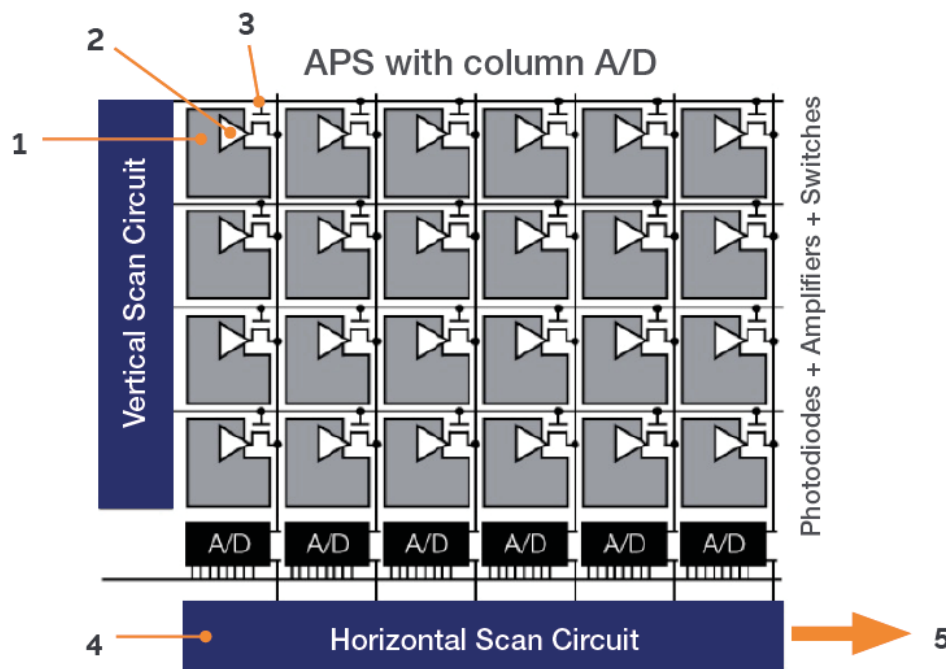 2
3
APS with column A/D
1
Vertical Scan Circuit
Photodiodes + Amplifiers + Switches
A/D A/D A/D A/D A/D A/D
4
Horizontal Scan Circuit
5